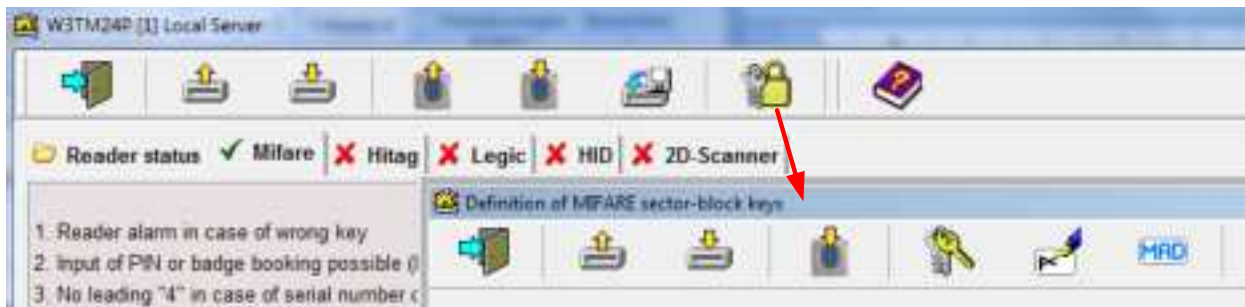 W3TM24P [1] Local Server
Reader status Mifare Hitag Legic HID 2D-Scanner
Definition of MIFARE sector-block keys
1. Reader alarm in case of wrong key
2. Input of PIN or badge booking possible (
MAD
3. No leading "4" in case of serial number